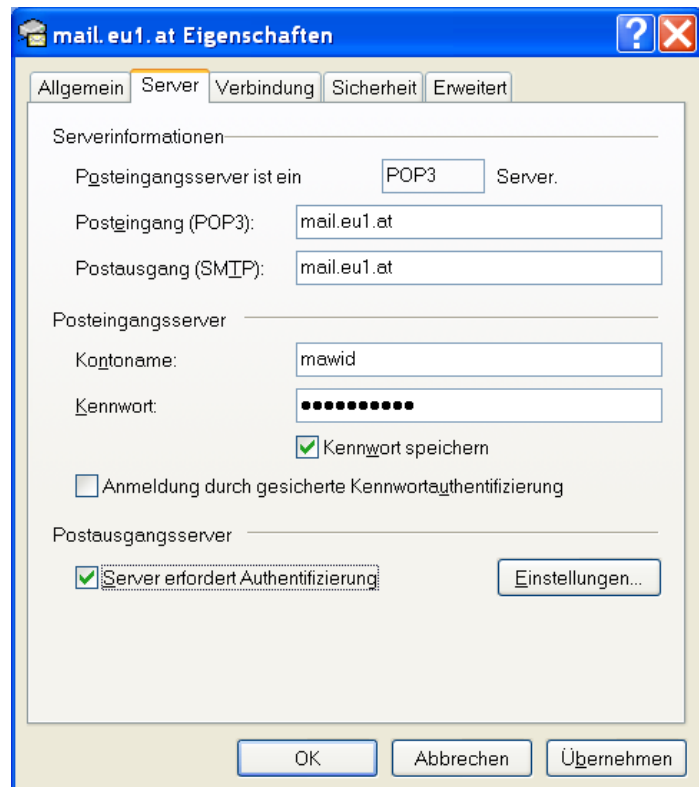 mail.eu1.at Eigenschaften
Allgemein Server Verbindung Sicherheit Erweitert
Serverinformationen
Posteingangsserver ist ein POP3 Server.
Posteingang (POP3): mail.eu1.at
Postausgang (SMTP): mail.eu1.at
Posteingangsserver
Kontoname: mawid
Kennwort: ●●●●●●●●●●
Kennwort speichern
Anmeldung durch gesicherte Kennwortauthentifizierung
Postausgangsserver
Server erfordert Authentifizierung Einstellungen...
OK Abbrechen Übernehmen